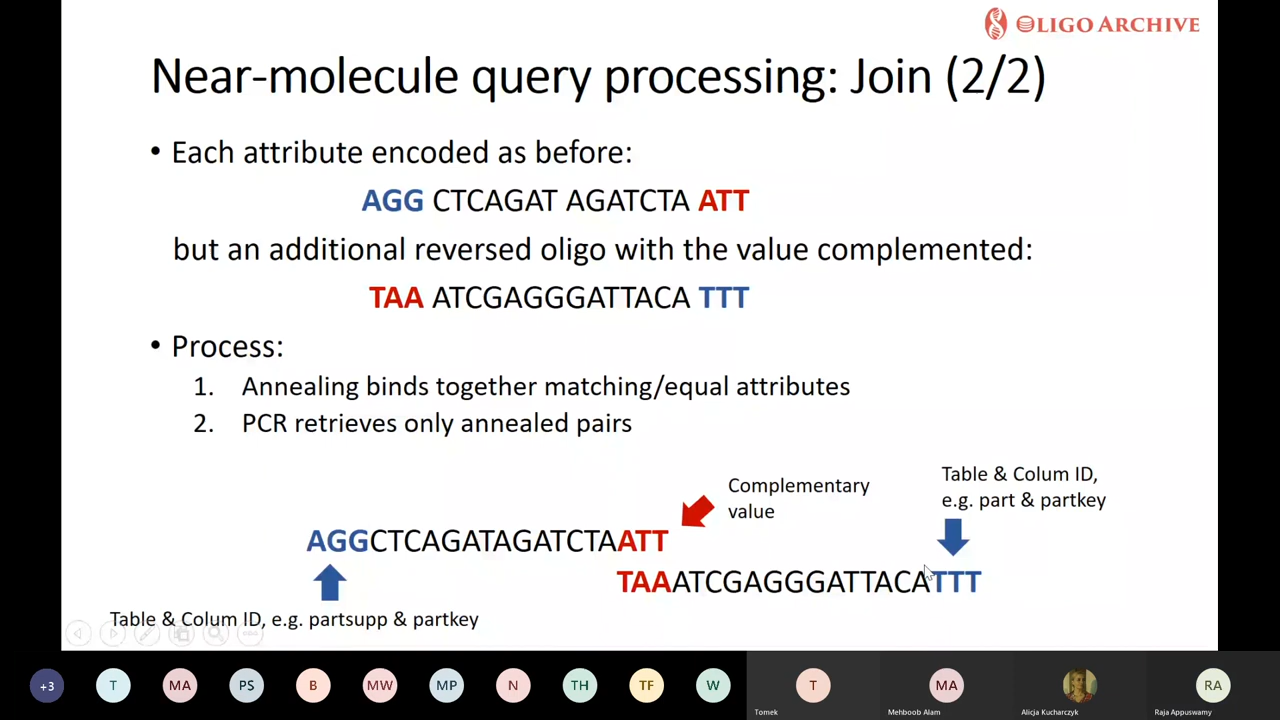 OLIGO ARCHIVE
Near-molecule query processing: Join (2/2)
• Each attribute encoded as before:
AGG CTCAGAT AGATCTA ATT
but an additional reversed oligo with the value complemented:
TAA ATCGAGGGATTACA TTT
• Process:
1. Annealing binds together matching/equal attributes
2. PCR retrieves only annealed pairs
Table & Colum ID,
e.g. part & partkey
Complementary
value
AGGCTCAGATAGATCTAATT
TAAATCGAGGGATTACATTT
Table & Colum ID, e.g. partsupp & partkey
+3 T MA PS B MW MP N TH TF W T MA RA
Tomek Mehboob Alam Alicja Kucharczyk Raja Appuswamy